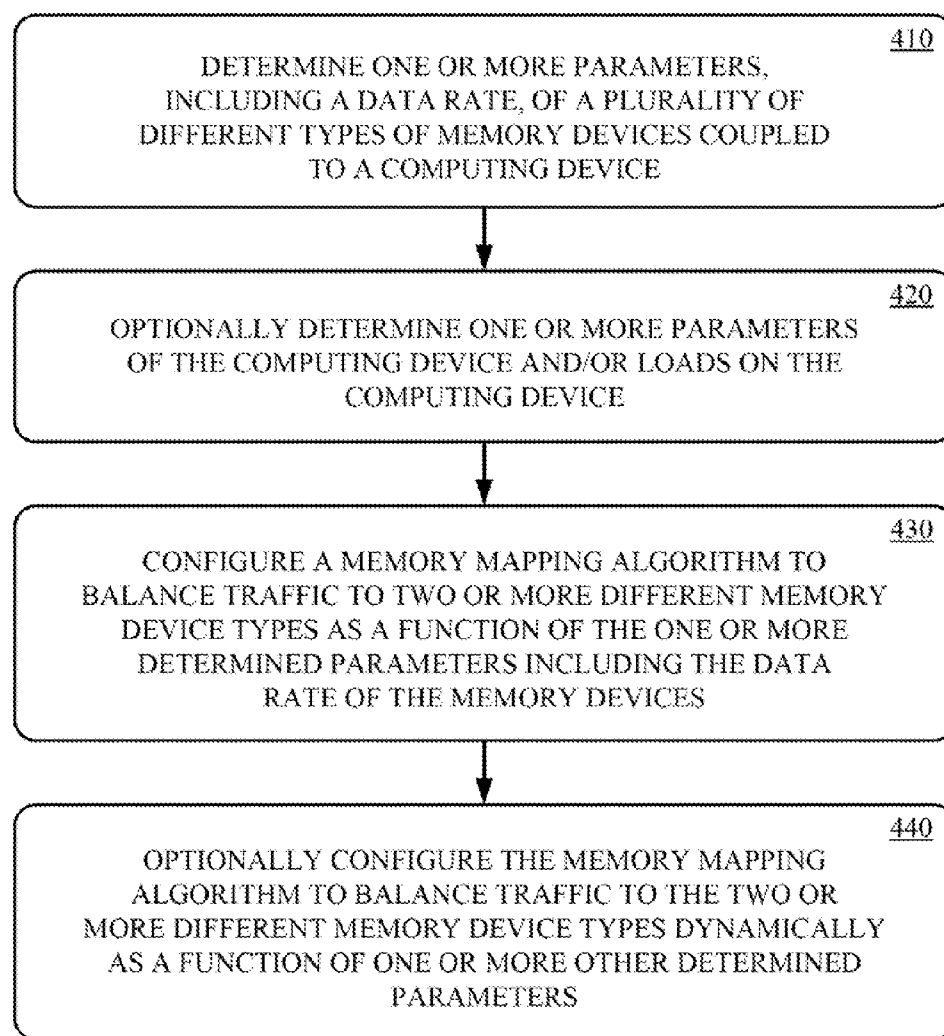 410
DETERMINE ONE OR MORE PARAMETERS,
INCLUDING A DATA RATE, OF A PLURALITY OF
DIFFERENT TYPES OF MEMORY DEVICES COUPLED
TO A COMPUTING DEVICE
420
OPTIONALLY DETERMINE ONE OR MORE PARAMETERS
OF THE COMPUTING DEVICE AND/OR LOADS ON THE
COMPUTING DEVICE
430
CONFIGURE A MEMORY MAPPING ALGORITHM TO
BALANCE TRAFFIC TO TWO OR MORE DIFFERENT MEMORY
DEVICE TYPES AS A FUNCTION OF THE ONE OR MORE
DETERMINED PARAMETERS INCLUDING THE DATA
RATE OF THE MEMORY DEVICES
440
OPTIONALLY CONFIGURE THE MEMORY MAPPING
ALGORITHM TO BALANCE TRAFFIC TO THE TWO OR
MORE DIFFERENT MEMORY DEVICE TYPES DYNAMICALLY
AS A FUNCTION OF ONE OR MORE OTHER DETERMINED
PARAMETERS